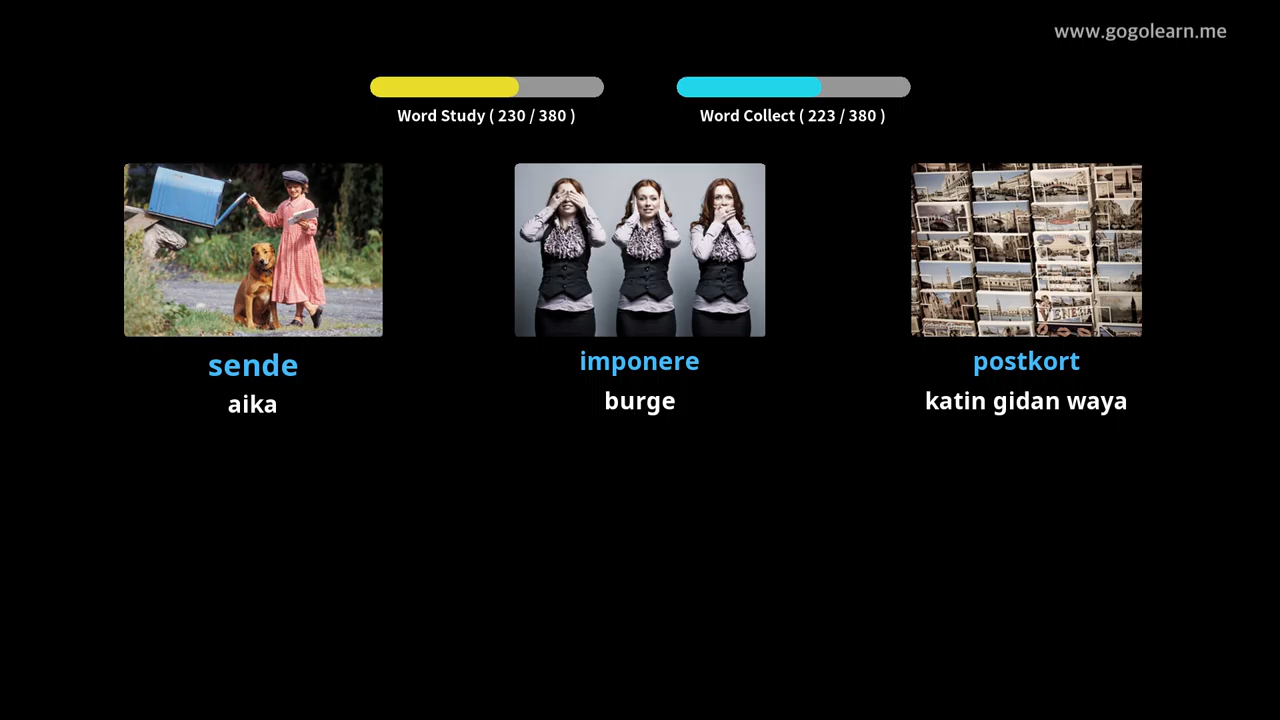 www.gogolearn.me
Word Study ( 230 / 380 )
Word Collect ( 223 / 380 )
sende
aika
imponere
burge
postkort
katin gidan waya
VENEZIA